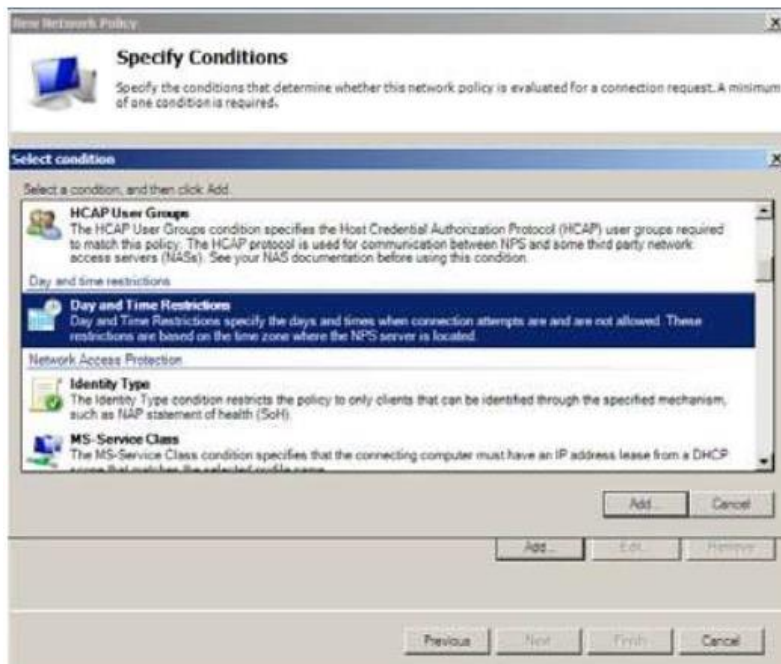 New Network Policy
Specify Conditions
Specify the conditions that determine whether this network policy is evaluated for a connection request. A minimum
of one condition is required.
Select condition
Select a condition, and then click Add.
HCAP User Groups
The HCAP User Groups condition specifies the Host Credential Authorization Protocol (HCAP) user groups required
to match this policy. The HCAP protocol is used for communication between NPS and some third party network
access servers (NASs). See your NAS documentation before using this condition.
Day and time restrictions
Day and Time Restrictions
Day and Time Restrictions specify the days and times when connection attempts are and are not allowed. These
restrictions are based on the time zone where the NPS server is located.
Network Access Protection
Identity Type
The Identity Type condition restricts the policy to only clients that can be identified through the specified mechanism,
such as NAP statement of health (SoH).
MS-Service Class
The MS-Service Class condition specifies that the connecting computer must have an IP address lease from a DHCP
scope that matches the selected profile name.
Add... Cancel
Add... Edit... Remove
Previous Next Finish Cancel